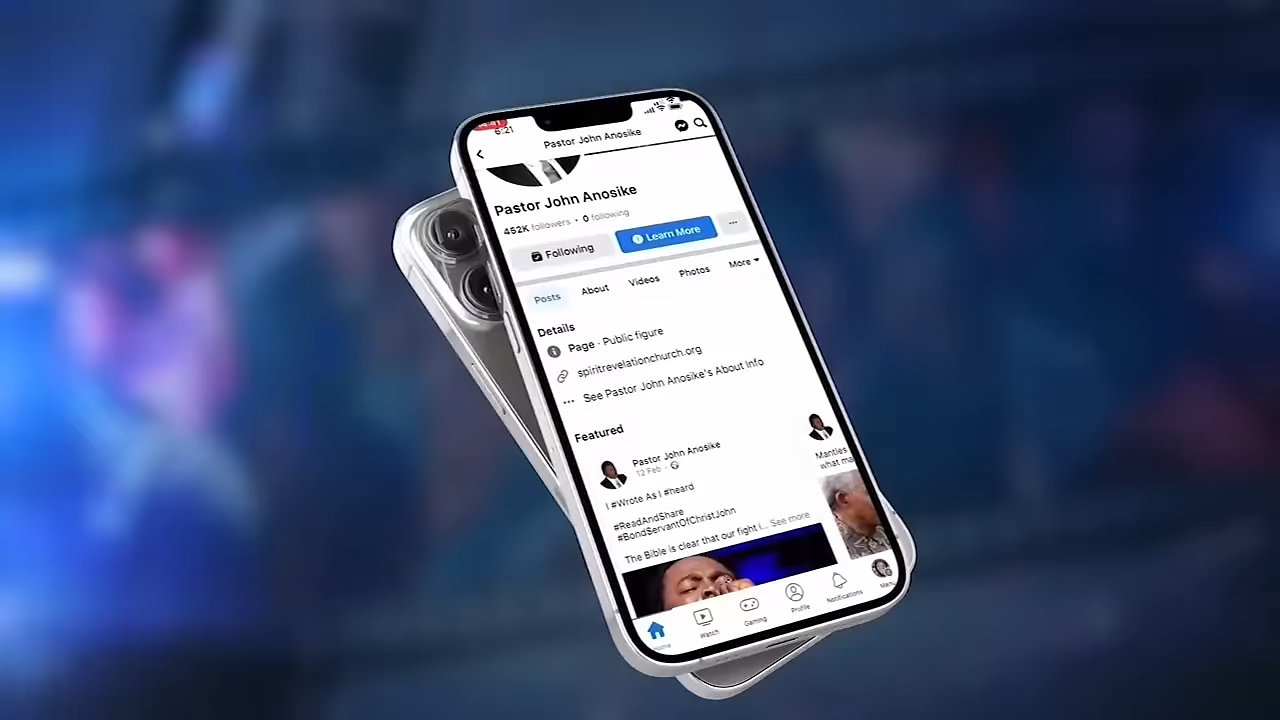 6:21
Pastor John Anosike
Pastor John Anosike
452K followers · 0 following
Following
Learn More
Posts About Videos Photos More
Details
Page · Public figure
spiritrevelationchurch.org
See Pastor John Anosike's About Info
Featured
Pastor John Anosike
12 Feb
I #Wrote As I #heard
#ReadAndShare
#BondServantOfChristJohn
The Bible is clear that our fight i... See more
Mantles
what ma
Home Watch Gaming Profile Notifications Menu